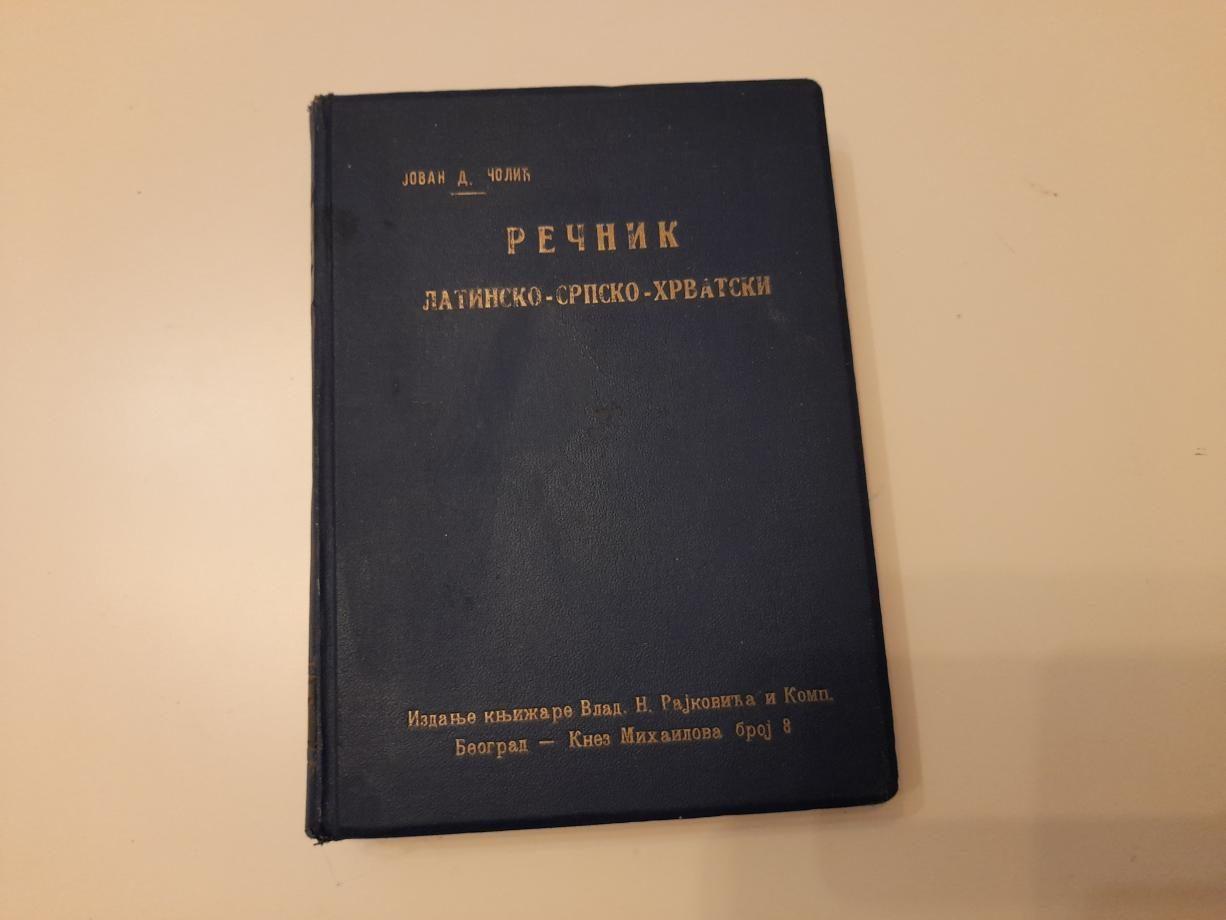 ЈОВАН Д. ЧОЛИЋ
РЕЧНИК
ЛАТИНСКО-СРПСКО-ХРВАТСКИ
Издање књижаре Влад. Н. Рајковића и Комп.
Београд — Кнез Михаилова број 8